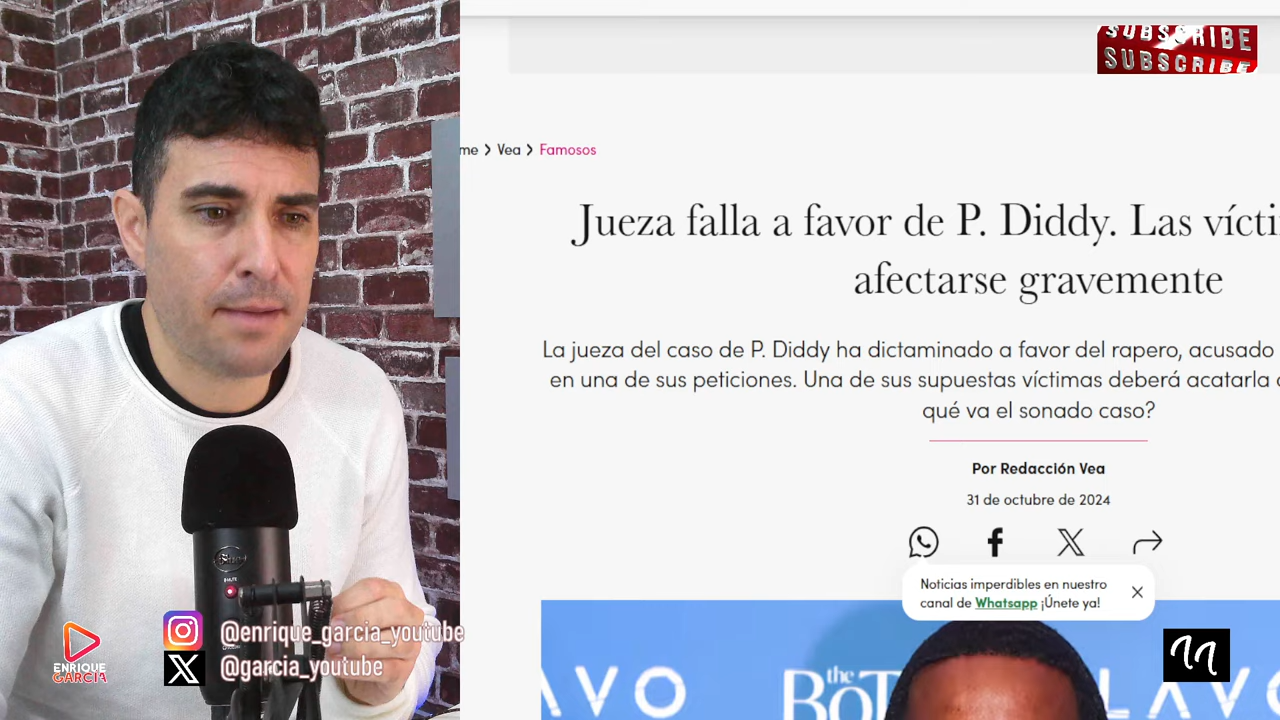 SUBSCRIBE
SUBSCRIBE
me > Vea > Famosos
Jueza falla a favor de P. Diddy. Las
afectarse gravemente
La jueza del caso de P. Diddy ha dictaminado a favor del rapero, acusado
en una de sus peticiones. Una de sus supuestas víctimas deberá acatarla
qué va el sonado caso?
Por Redacción Vea
31 de octubre de 2024
Noticias imperdibles en nuestro
canal de Whatsapp ¡Únete ya!
@enrique_garcia_youtube
@garcia_youtube
ENRIQUE
GARCIA
the